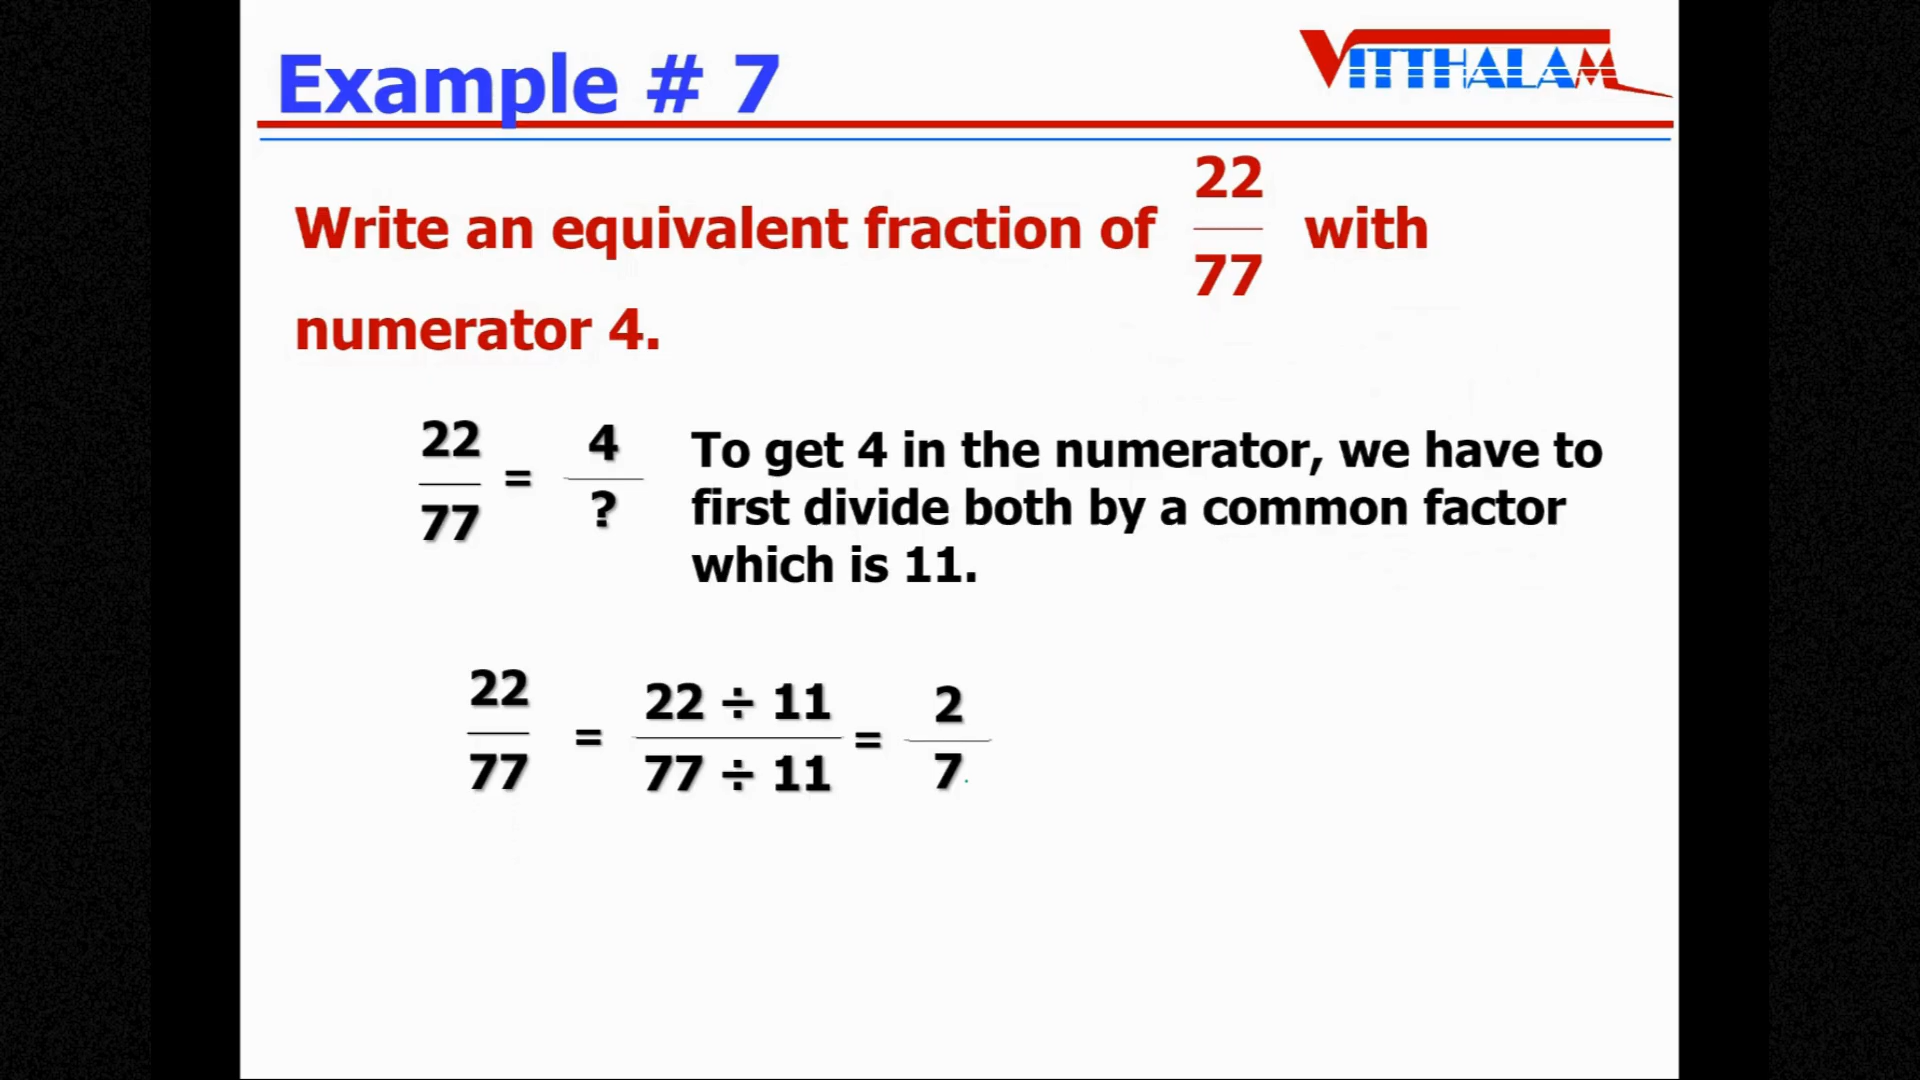 Example # 7
VITTHALAM
Write an equivalent fraction of 22/77 with
numerator 4.
22/77 = 4/?
To get 4 in the numerator, we have to
first divide both by a common factor
which is 11.
22/77 = 22 ÷ 11/77 ÷ 11 = 2/7